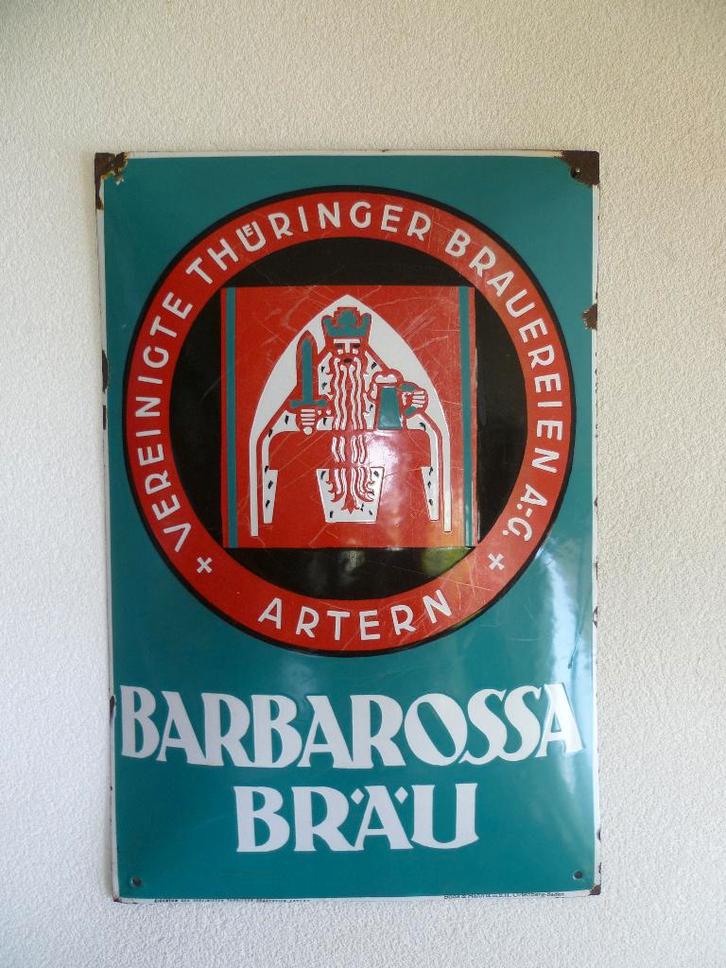 VEREINIGTE THÜRINGER BRAUEREIEN A.-G.
+ ARTERN +
BARBAROSSA
BRÄU